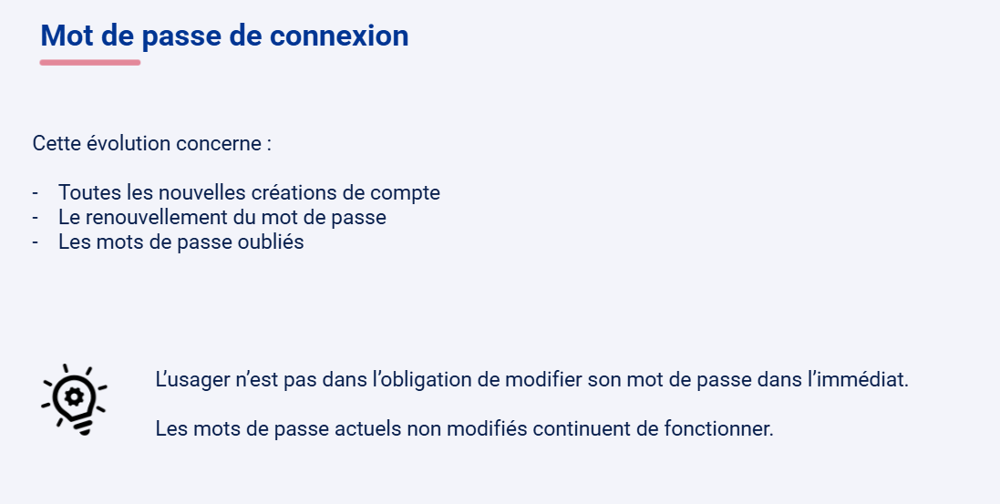 Mot de passe de connexion
Cette évolution concerne :
- Toutes les nouvelles créations de compte
- Le renouvellement du mot de passe
- Les mots de passe oubliés
L’usager n’est pas dans l’obligation de modifier son mot de passe dans l’immédiat.
Les mots de passe actuels non modifiés continuent de fonctionner.